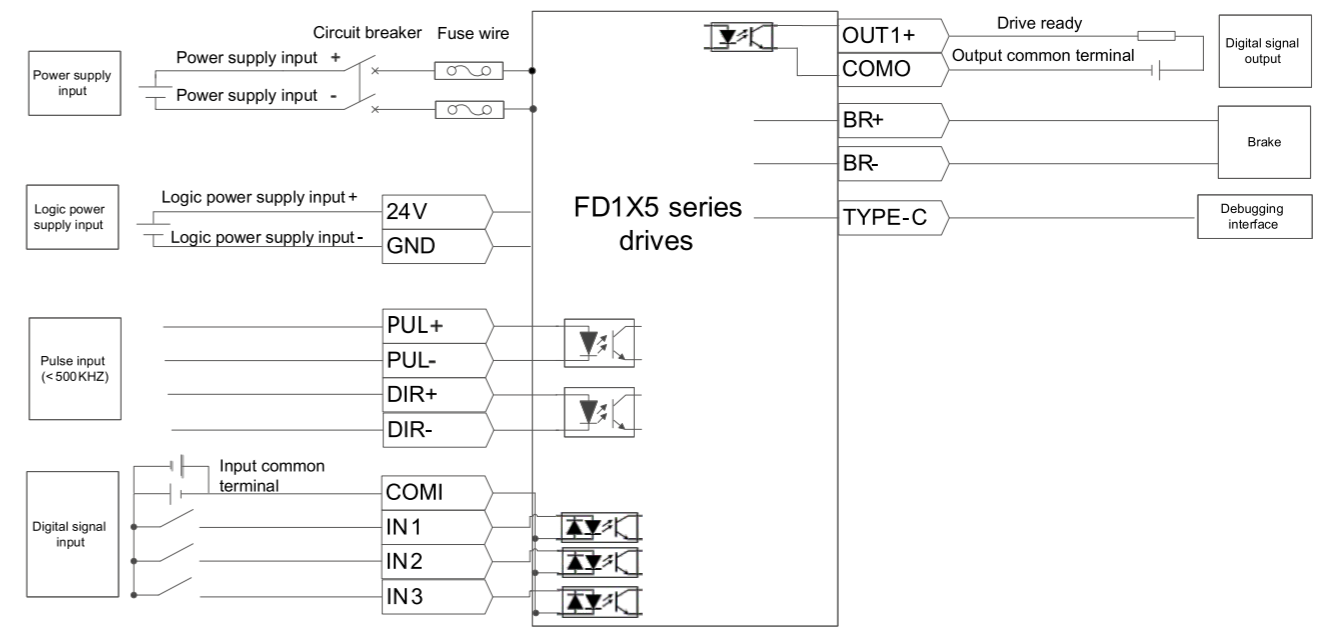 Circuit breaker
Fuse wire
Power supply
input
Power supply input +
Power supply input -
Logic power
supply input
Logic power supply input +
Logic power supply input -
24V
GND
Pulse input
(<500KHZ)
PUL+
PUL-
DIR+
DIR-
Digital signal
input
Input common
terminal
COMI
IN1
IN2
IN3
FD1X5 series
drives
OUT1+
COMO
Drive ready
Output common terminal
Digital signal
output
BR+
BR-
Brake
TYPE-C
Debugging
interface